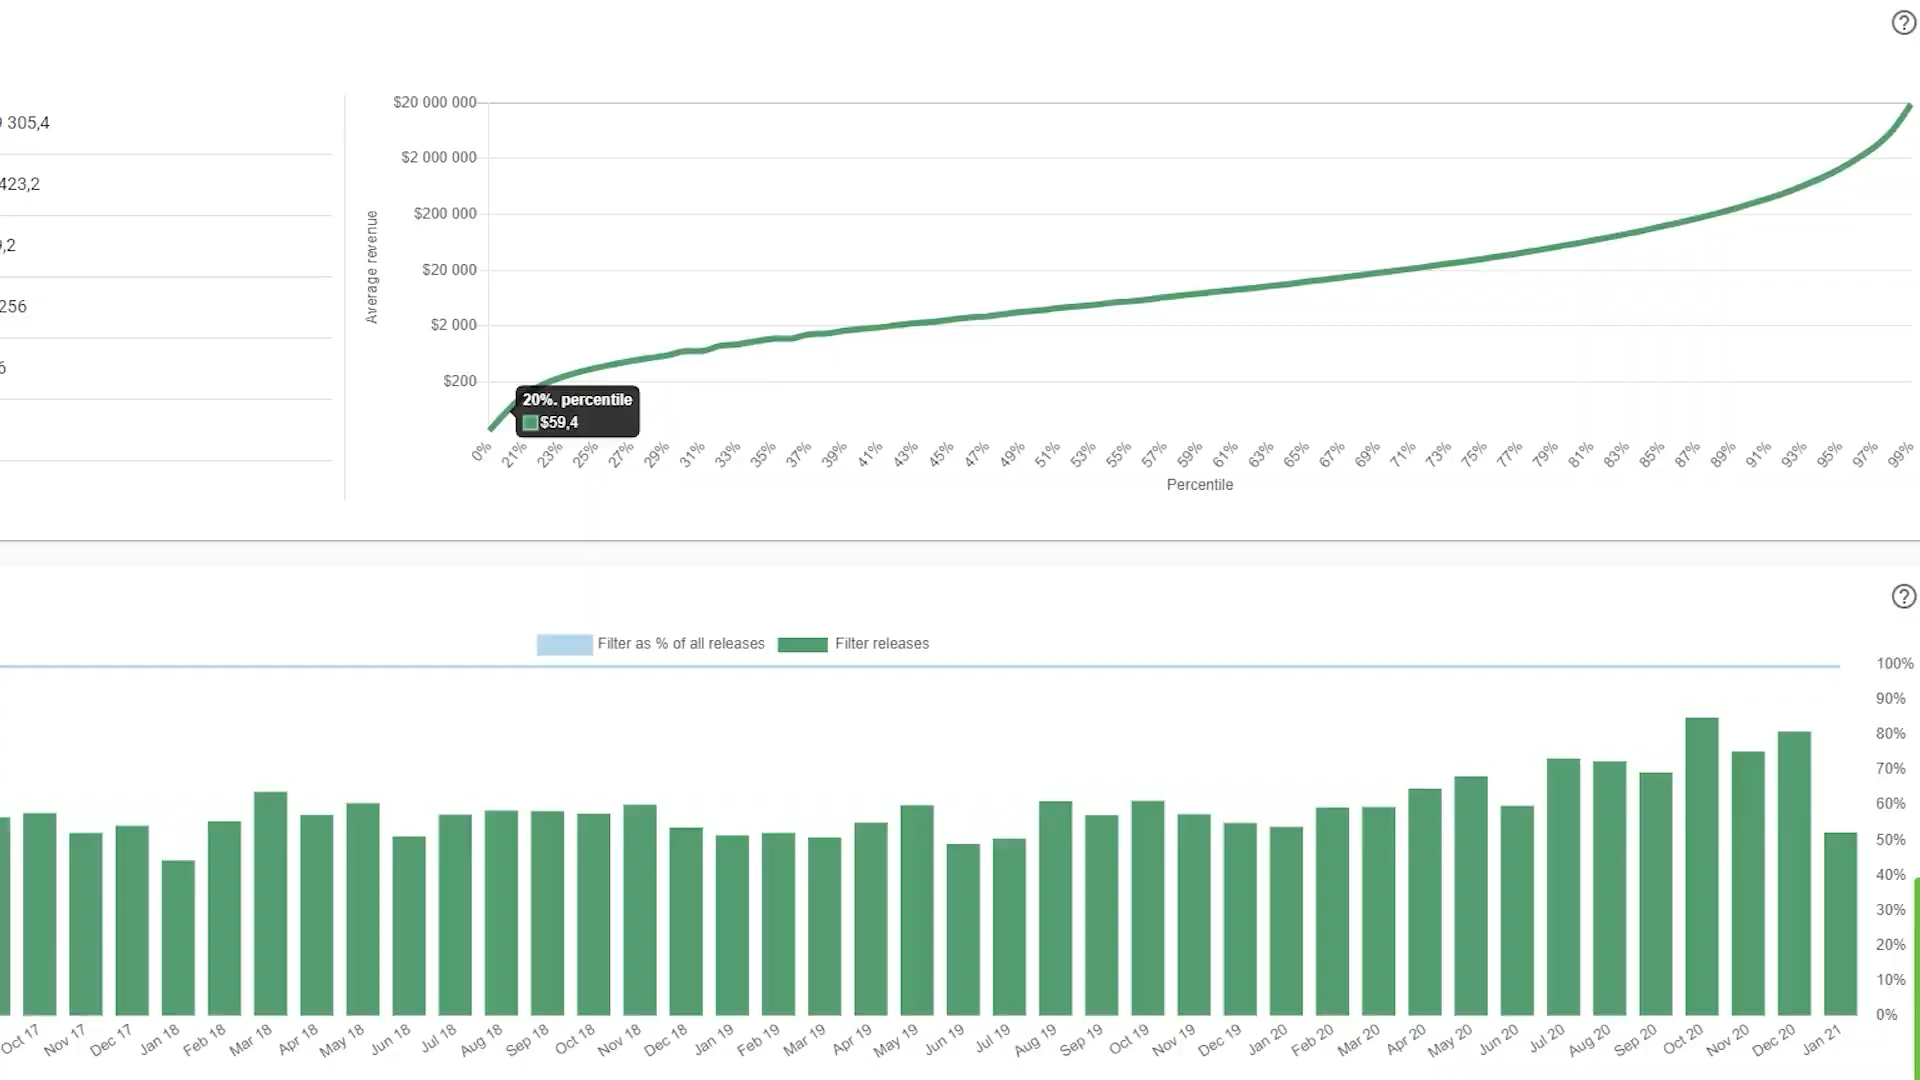 305,4
423,2
,2
256
6
$20 000 000
$2 000 000
$200 000
$20 000
$2 000
$200
Average revenue
20%. percentile
$59,4
0% 21% 23% 25% 27% 29% 31% 33% 35% 37% 39% 41% 43% 45% 47% 49% 51% 53% 55% 57% 59% 61% 63% 65% 67% 69% 71% 73% 75% 77% 79% 81% 83% 85% 87% 89% 91% 93% 95% 97% 99%
Percentile
Filter as % of all releases Filter releases
100%
90%
80%
70%
60%
50%
40%
30%
20%
10%
0%
Oct 17 Nov 17 Dec 17 Jan 18 Feb 18 Mar 18 Apr 18 May 18 Jun 18 Jul 18 Aug 18 Sep 18 Oct 18 Nov 18 Dec 18 Jan 19 Feb 19 Mar 19 Apr 19 May 19 Jun 19 Jul 19 Aug 19 Sep 19 Oct 19 Nov 19 Dec 19 Jan 20 Feb 20 Mar 20 Apr 20 May 20 Jun 20 Jul 20 Aug 20 Sep 20 Oct 20 Nov 20 Dec 20 Jan 21